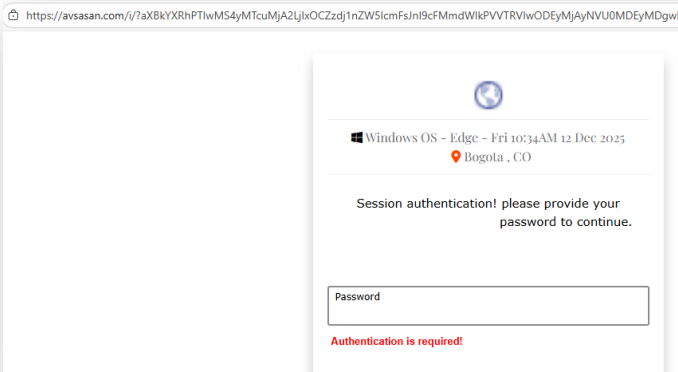 https://avsasan.com/i/?aXBkYXRhPTIwMS4yMTcuMjA2LjIxOCZzdj1nZW5lcmFsJnI9cFMmdWlkPVVTRVIwODEyMjAyNVU0MDEyMDgw
Windows OS - Edge - Fri 10:34AM 12 Dec 2025
Bogota , CO
Session authentication! please provide your
password to continue.
Password
Authentication is required!